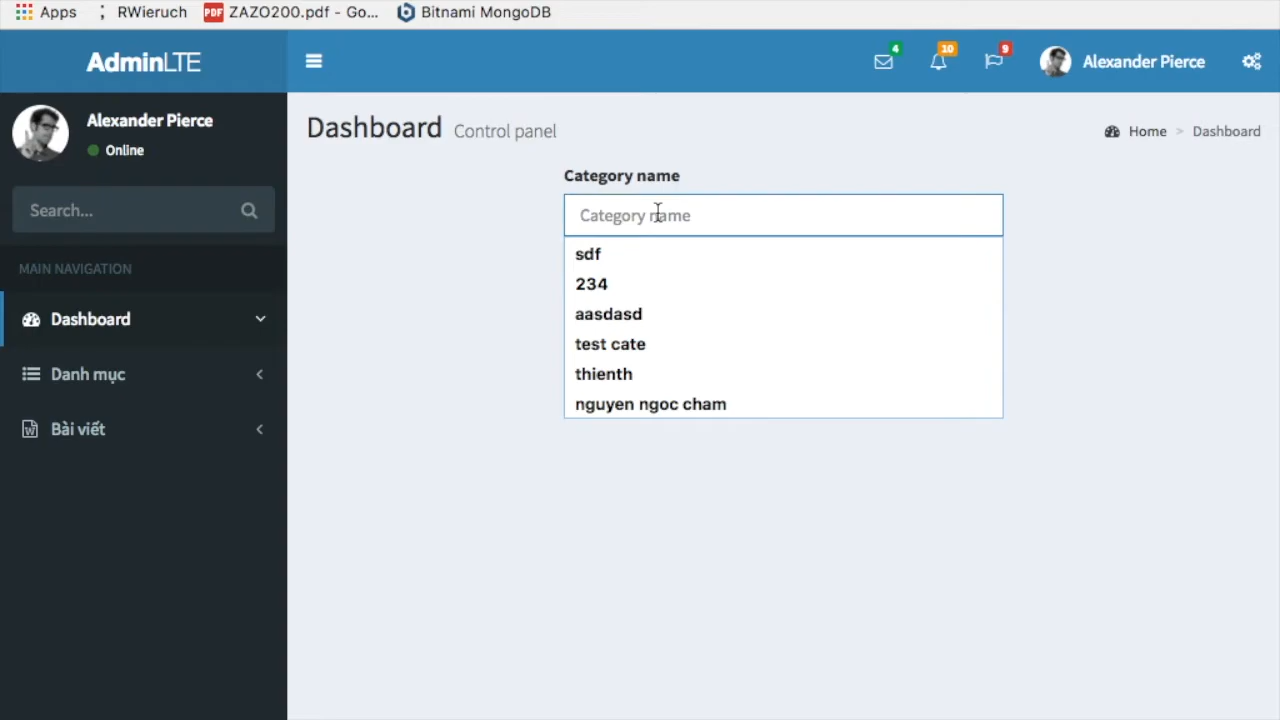 Apps RWieruch PDF ZAZO200.pdf - Go... Bitnami MongoDB
AdminLTE
4 10 9 Alexander Pierce
Alexander Pierce
Online
Search...
MAIN NAVIGATION
Dashboard
Danh mục
Bài viết
Dashboard Control panel
Home > Dashboard
Category name
Category name
sdf
234
aasdasd
test cate
thienth
nguyen ngoc cham